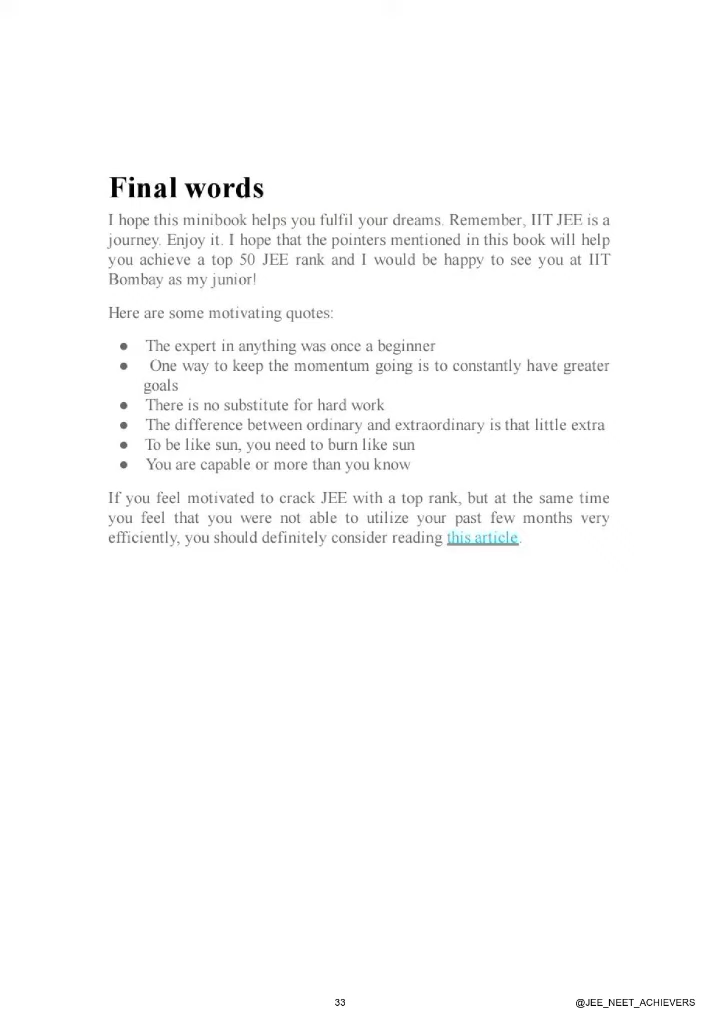 Final words
I hope this minibook helps you fulfil your dreams. Remember, IIT JEE is a
journey. Enjoy it. I hope that the pointers mentioned in this book will help
you achieve a top 50 JEE rank and I would be happy to see you at IIT
Bombay as my junior!
Here are some motivating quotes:
● The expert in anything was once a beginner
● One way to keep the momentum going is to constantly have greater
goals
● There is no substitute for hard work
● The difference between ordinary and extraordinary is that little extra
● To be like sun, you need to burn like sun
● You are capable or more than you know
If you feel motivated to crack JEE with a top rank, but at the same time
you feel that you were not able to utilize your past few months very
efficiently, you should definitely consider reading this article.
33
@JEE_NEET_ACHIEVERS